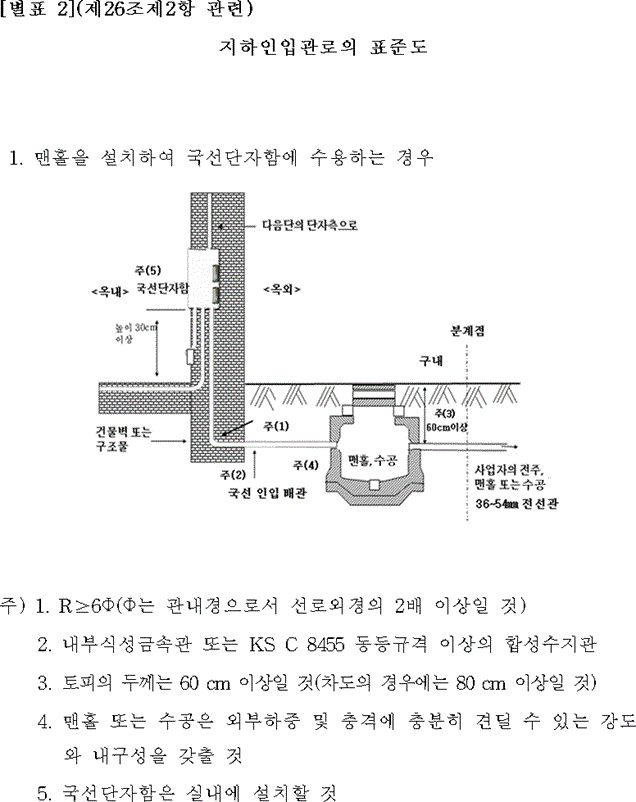 [별표 2](제26조제2항 관련)
지하인입관로의 표준도
1. 맨홀을 설치하여 국선단자함에 수용하는 경우
다음단의 단자측으로
주(5)
<옥내> 국선단자함
<옥외>
높이 30cm
이상
분계점
구내
주(3)
60cm이상
건물벽 또는
구조물
주(1)
주(2)
국선 인입 배관
주(4)
맨홀, 수공
사업자의 전주,
맨홀 또는 수공
36~54㎜ 전선관
주) 1. R≥6Φ(Φ는 관내경으로서 선로외경의 2배 이상일 것)
2. 내부식성금속관 또는 KS C 8455 동등규격 이상의 합성수지관
3. 토피의 두께는 60 cm 이상일 것(차도의 경우에는 80 cm 이상일 것)
4. 맨홀 또는 수공은 외부하중 및 충격에 충분히 견딜 수 있는 강도
와 내구성을 갖출 것
5. 국선단자함은 실내에 설치할 것